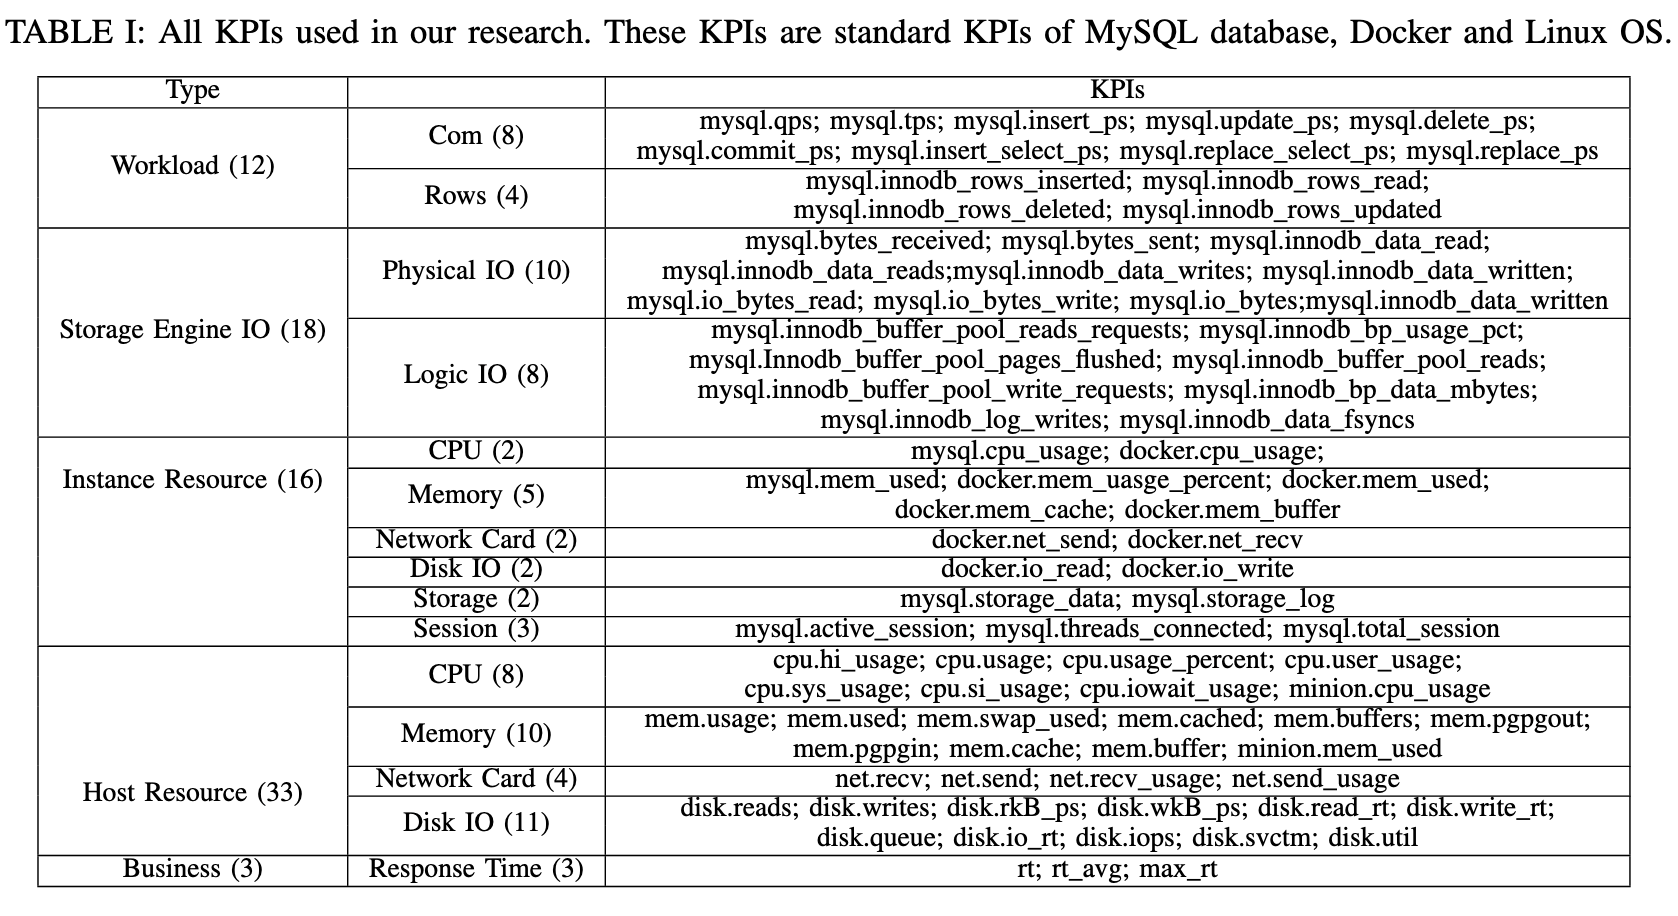 TABLE I: All KPIs used in our research. These KPIs are standard KPIs of MySQL database, Docker and Linux OS.
Type KPIs
Workload (12)
Com (8)
mysql.qps; mysql.tps; mysql.insert_ps; mysql.update_ps; mysql.delete_ps;
mysql.commit_ps; mysql.insert_select_ps; mysql.replace_select_ps; mysql.replace_ps
Rows (4)
mysql.innodb_rows_inserted; mysql.innodb_rows_read;
mysql.innodb_rows_deleted; mysql.innodb_rows_updated
Storage Engine IO (18)
Physical IO (10)
mysql.bytes_received; mysql.bytes_sent; mysql.innodb_data_read;
mysql.innodb_data_reads;mysql.innodb_data_writes; mysql.innodb_data_written;
mysql.io_bytes_read; mysql.io_bytes_write; mysql.io_bytes;mysql.innodb_data_written
Logic IO (8)
mysql.innodb_buffer_pool_reads_requests; mysql.innodb_bp_usage_pct;
mysql.Innodb_buffer_pool_pages_flushed; mysql.innodb_buffer_pool_reads;
mysql.innodb_buffer_pool_write_requests; mysql.innodb_bp_data_mbytes;
mysql.innodb_log_writes; mysql.innodb_data_fsyncs
Instance Resource (16)
CPU (2)
mysql.cpu_usage; docker.cpu_usage;
Memory (5)
mysql.mem_used; docker.mem_uasge_percent; docker.mem_used;
docker.mem_cache; docker.mem_buffer
Network Card (2)
docker.net_send; docker.net_recv
Disk IO (2)
docker.io_read; docker.io_write
Storage (2)
mysql.storage_data; mysql.storage_log
Session (3)
mysql.active_session; mysql.threads_connected; mysql.total_session
Host Resource (33)
CPU (8)
cpu.hi_usage; cpu.usage; cpu.usage_percent; cpu.user_usage;
cpu.sys_usage; cpu.si_usage; cpu.iowait_usage; minion.cpu_usage
Memory (10)
mem.usage; mem.used; mem.swap_used; mem.cached; mem.buffers; mem.pgpgout;
mem.pgpgin; mem.cache; mem.buffer; minion.mem_used
Network Card (4)
net.recv; net.send; net.recv_usage; net.send_usage
Disk IO (11)
disk.reads; disk.writes; disk.rkB_ps; disk.wkB_ps; disk.read_rt; disk.write_rt;
disk.queue; disk.io_rt; disk.iops; disk.svctm; disk.util
Business (3)
Response Time (3)
rt; rt_avg; max_rt